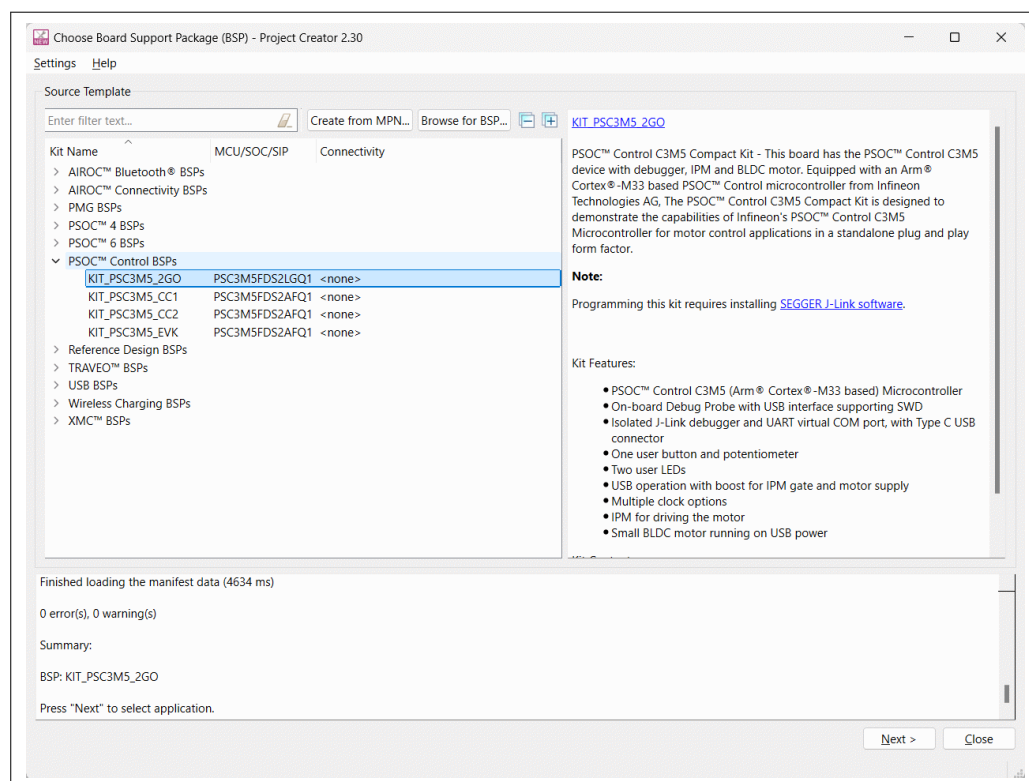 Choose Board Support Package (BSP) - Project Creator 2.30
Settings Help
Source Template
Enter filter text...
Create from MPN...
Browse for BSP...
Kit Name MCU/SOC/SIP Connectivity
AIROC™ Bluetooth® BSPs
AIROC™ Connectivity BSPs
PMG BSPs
PSOC™ 4 BSPs
PSOC™ 6 BSPs
PSOC™ Control BSPs
KIT_PSC3M5_2GO PSC3M5FDS2LGQ1 <none>
KIT_PSC3M5_CC1 PSC3M5FDS2AFQ1 <none>
KIT_PSC3M5_CC2 PSC3M5FDS2AFQ1 <none>
KIT_PSC3M5_EVK PSC3M5FDS2AFQ1 <none>
Reference Design BSPs
TRAVEO™ BSPs
USB BSPs
Wireless Charging BSPs
XMC™ BSPs
KIT_PSC3M5_2GO
PSOC™ Control C3M5 Compact Kit - This board has the PSOC™ Control C3M5
device with debugger, IPM and BLDC motor. Equipped with an Arm®
Cortex®-M33 based PSOC™ Control microcontroller from Infineon
Technologies AG, The PSOC™ Control C3M5 Compact Kit is designed to
demonstrate the capabilities of Infineon's PSOC™ Control C3M5
Microcontroller for motor control applications in a standalone plug and play
form factor.
Note:
Programming this kit requires installing SEGGER J-Link software.
Kit Features:
• PSOC™ Control C3M5 (Arm® Cortex®-M33 based) Microcontroller
• On-board Debug Probe with USB interface supporting SWD
• Isolated J-Link debugger and UART virtual COM port, with Type C USB
connector
• One user button and potentiometer
• Two user LEDs
• USB operation with boost for IPM gate and motor supply
• Multiple clock options
• IPM for driving the motor
• Small BLDC motor running on USB power
Finished loading the manifest data (4634 ms)
0 error(s), 0 warning(s)
Summary:
BSP: KIT_PSC3M5_2GO
Press "Next" to select application.
Next >
Close